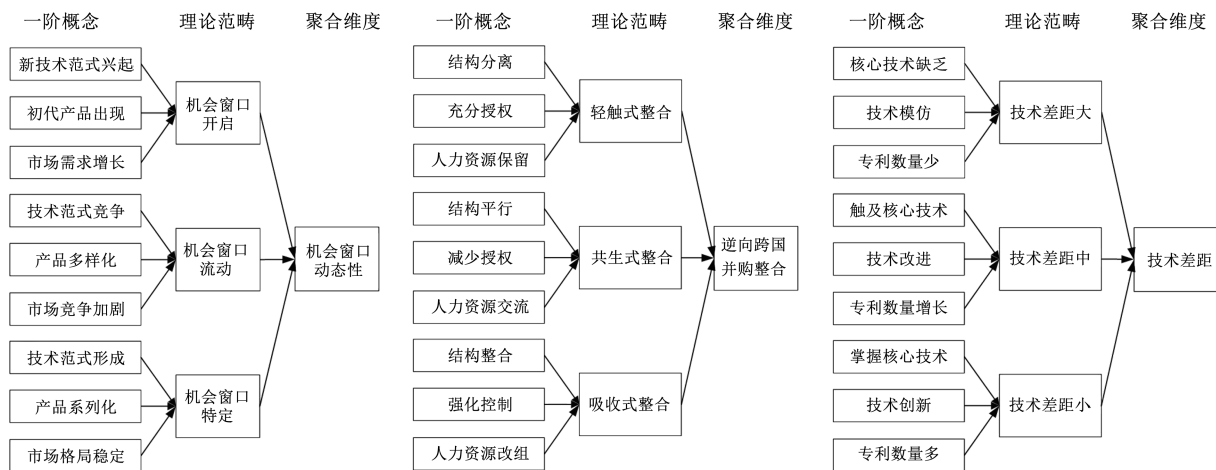 一阶概念
理论范畴
聚合维度
新技术范式兴起
初代产品出现
市场需求增长
机会窗口
开启
技术范式竞争
产品多样化
市场竞争加剧
机会窗口
流动
技术范式形成
产品系列化
市场格局稳定
机会窗口
特定
机会窗口
动态性
一阶概念
理论范畴
聚合维度
结构分离
充分授权
人力资源保留
轻触式整合
结构平行
减少授权
人力资源交流
共生式整合
结构整合
强化控制
人力资源改组
吸收式整合
逆向跨国
并购整合
一阶概念
理论范畴
聚合维度
核心技术缺乏
技术模仿
专利数量少
技术差距大
触及核心技术
技术改进
专利数量增长
技术差距中
掌握核心技术
技术创新
专利数量多
技术差距小
技术差距